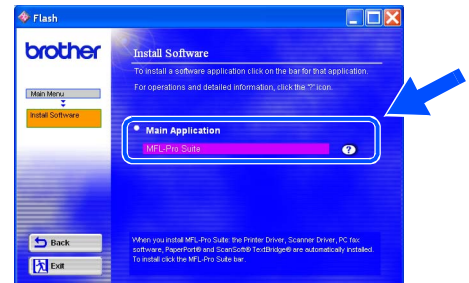 Flash
brother
Install Software
To install a software application click on the bar for that application.
For operations and detailed information, click the "?" icon.
Main Menu
Install Software
Main Application
MFL-Pro Suite
?
Back
Exit
When you install MFL-Pro Suite: the Printer Driver, Scanner Driver, PC fax
software, PaperPort® and ScanSoft® TextBridge® are automatically installed.
To install click the MFL-Pro Suite bar.